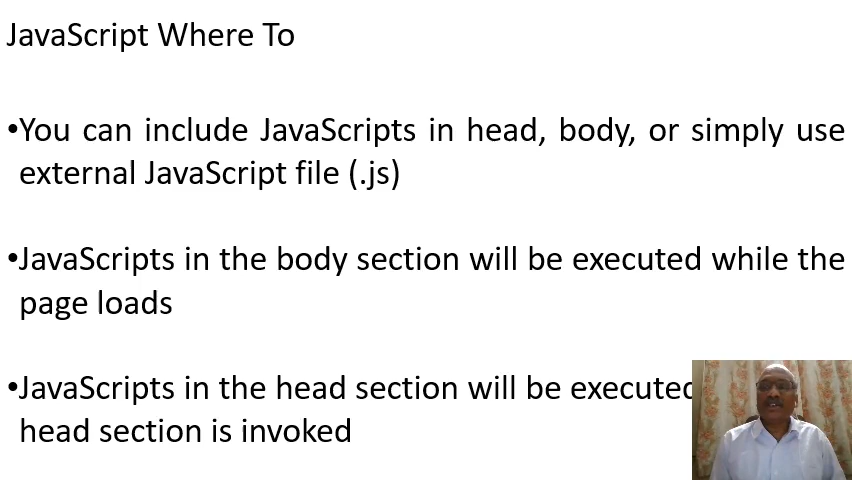 JavaScript Where To
•You can include JavaScripts in head, body, or simply use
external JavaScript file (.js)
•JavaScripts in the body section will be executed while the
page loads
•JavaScripts in the head section will be executed
head section is invoked